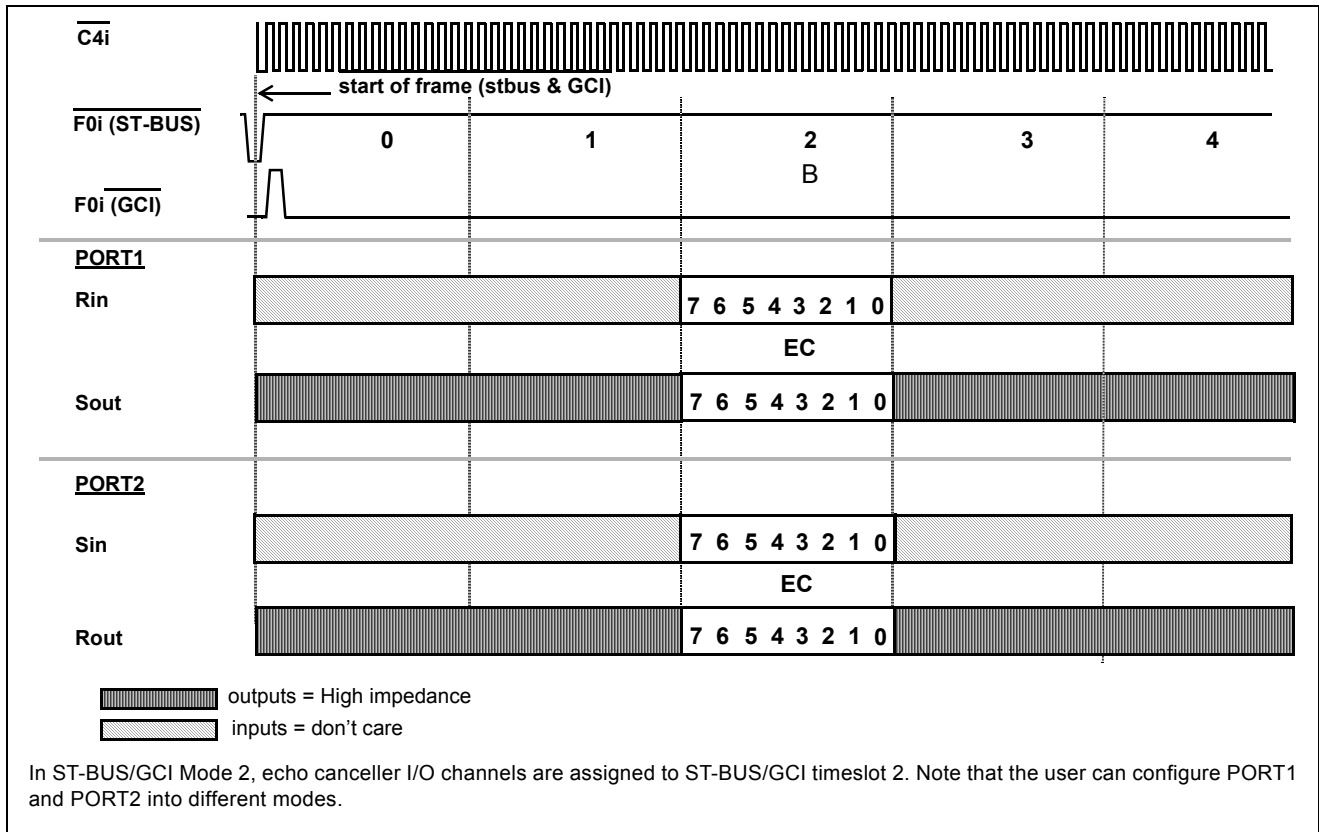 C4i
start of frame (stbus & GCI)
F0i (ST-BUS)
0 1 2 3 4
B
F0i (GCI)
PORT1
Rin
7 6 5 4 3 2 1 0
EC
Sout
7 6 5 4 3 2 1 0
PORT2
Sin
7 6 5 4 3 2 1 0
EC
Rout
7 6 5 4 3 2 1 0
outputs = High impedance
inputs = don't care
In ST-BUS/GCI Mode 2, echo canceller I/O channels are assigned to ST-BUS/GCI timeslot 2. Note that the user can configure PORT1
and PORT2 into different modes.